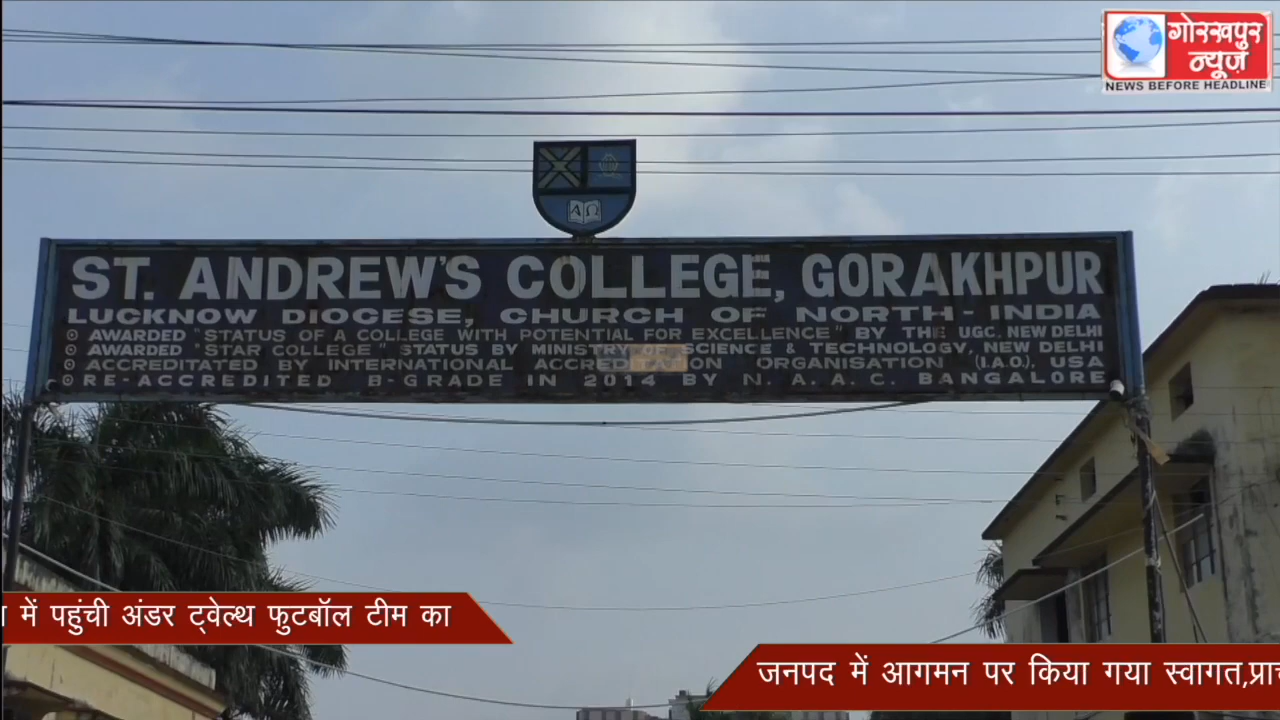 गोरखपुर
न्यूज़
NEWS BEFORE HEADLINE
ΑΩ
ST. ANDREW'S COLLEGE, GORAKHPUR
LUCKNOW DIOCESE, CHURCH OF NORTH-INDIA
AWARDED "STATUS OF A COLLEGE WITH POTENTIAL FOR EXCELLENCE" BY THE UGC. NEW DELHI
AWARDED "STAR COLLEGE" STATUS BY MINISTRY OF SCIENCE & TECHNOLOGY, NEW DELHI
ACCREDITATED BY INTERNATIONAL ACCREDITATION ORGANISATION (I.A.O.), USA
RE-ACCREDITED B-GRADE IN 2014 BY N. A. A. C. BANGALORE
में पहुंची अंडर ट्वेल्थ फुटबॉल टीम का
जनपद में आगमन पर किया गया स्वागत,